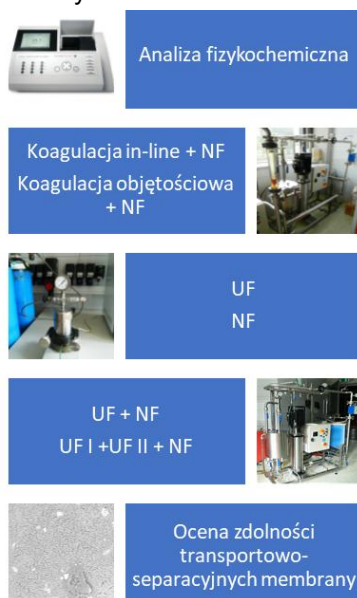 Analiza fizykochemiczna
Koagulacja in-line + NF
Koagulacja objętościowa
+ NF
UF
NF
UF + NF
UF I +UF II + NF
Ocena zdolności
transportowo-
separacyjnych membrany